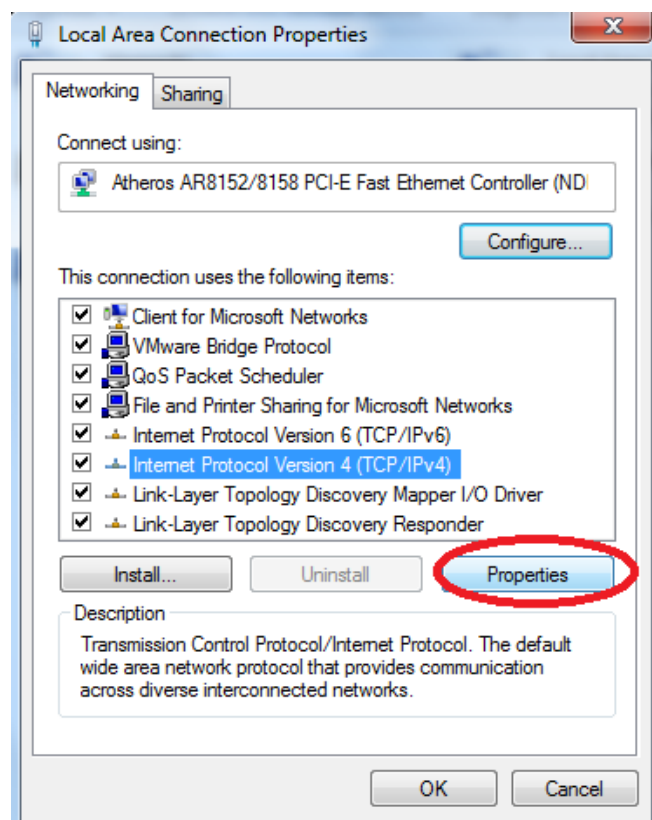 Local Area Connection Properties
Networking
Sharing
Connect using:
Atheros AR8152/8158 PCI-E Fast Ethernet Controller (NDI
Configure...
This connection uses the following items:
Client for Microsoft Networks
VMware Bridge Protocol
QoS Packet Scheduler
File and Printer Sharing for Microsoft Networks
Internet Protocol Version 6 (TCP/IPv6)
Internet Protocol Version 4 (TCP/IPv4)
Link-Layer Topology Discovery Mapper I/O Driver
Link-Layer Topology Discovery Responder
Install...
Uninstall
Properties
Description
Transmission Control Protocol/Internet Protocol. The default
wide area network protocol that provides communication
across diverse interconnected networks.
OK
Cancel